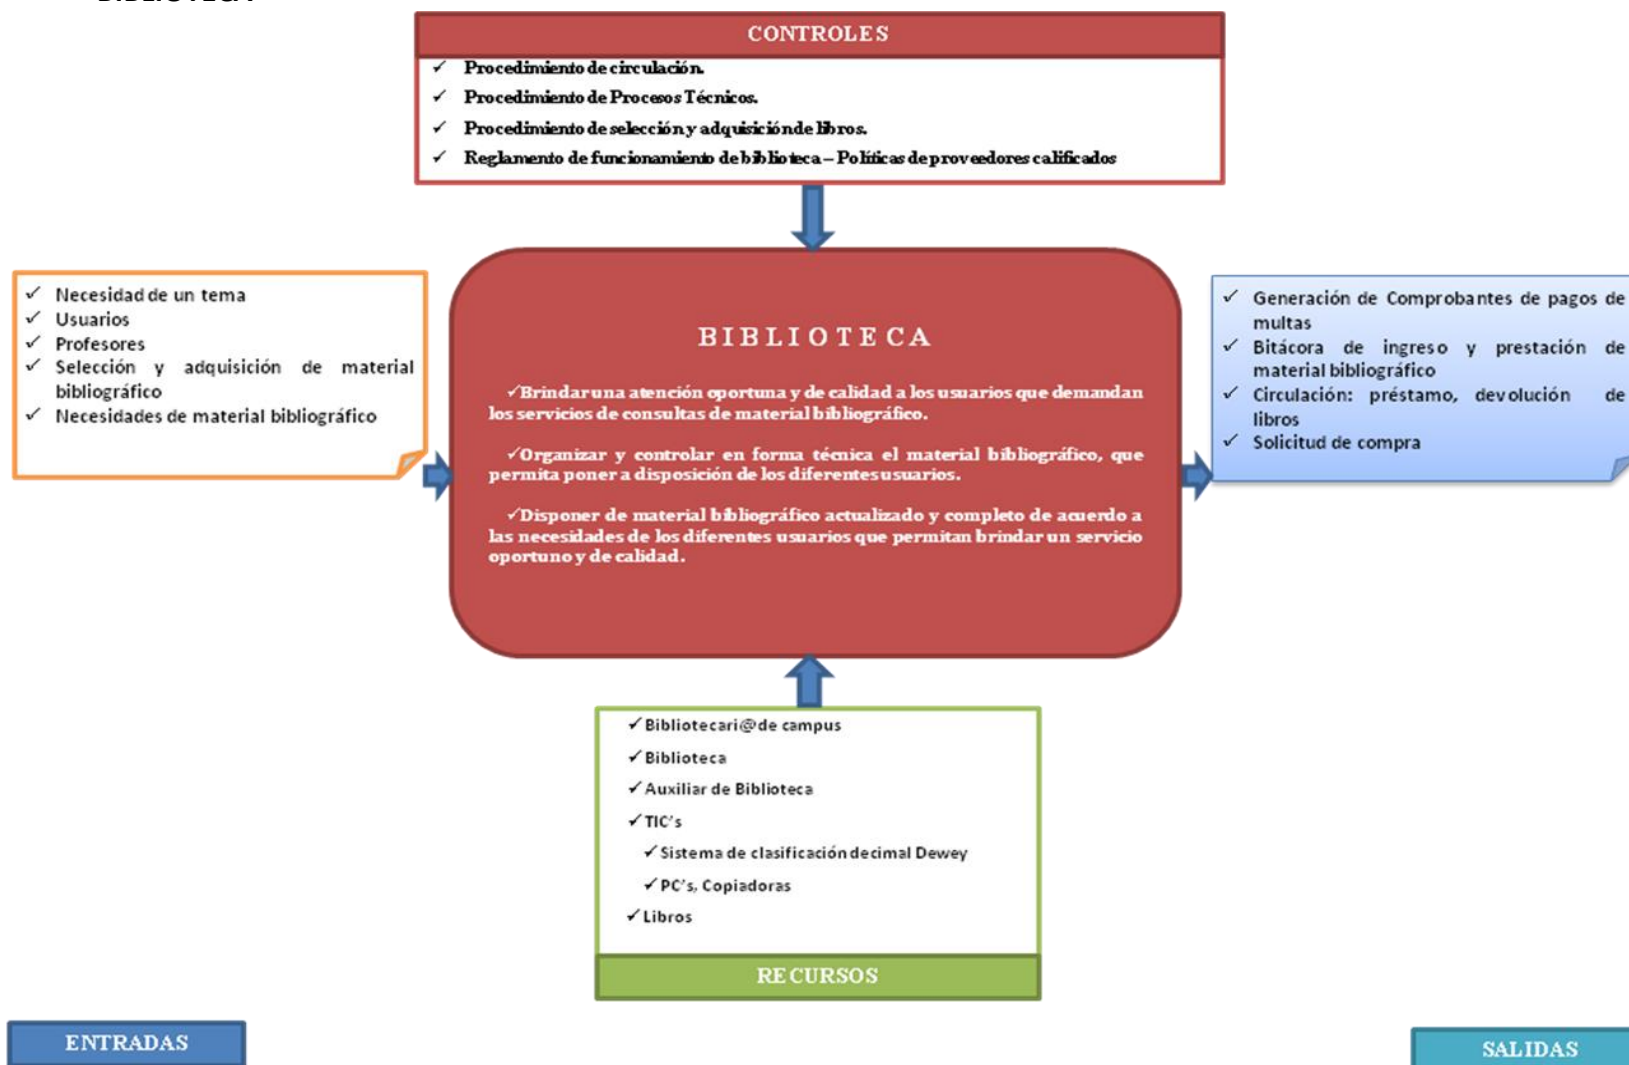 CONTROLES
✓ Procedimiento de circulación.
✓ Procedimiento de Procesos Técnicos.
✓ Procedimiento de selección y adquisición de libros.
✓ Reglamento de funcionamiento de biblioteca – Políticas de proveedores calificados
✓ Necesidad de un tema
✓ Usuarios
✓ Profesores
✓ Selección y adquisición de material
bibliográfico
✓ Necesidades de material bibliográfico
BIBLIOTECA
✓Brindar una atención oportuna y de calidad a los usuarios que demandan
los servicios de consultas de material bibliográfico.
✓Organizar y controlar en forma técnica el material bibliográfico, que
permita poner a disposición de los diferentes usuarios.
✓Disponer de material bibliográfico actualizado y completo de acuerdo a
las necesidades de los diferentes usuarios que permitan brindar un servicio
oportuno y de calidad.
✓ Generación de Comprobantes de pagos de
multas
✓ Bitácora de ingreso y prestación de
material bibliográfico
✓ Circulación: préstamo, devolución de
libros
✓ Solicitud de compra
✓Bibliotecari@ de campus
✓Biblioteca
✓Auxiliar de Biblioteca
✓TIC's
✓Sistema de clasificación decimal Dewey
✓PC's, Copiadoras
✓Libros
RECURSOS
ENTRADAS
SALIDAS